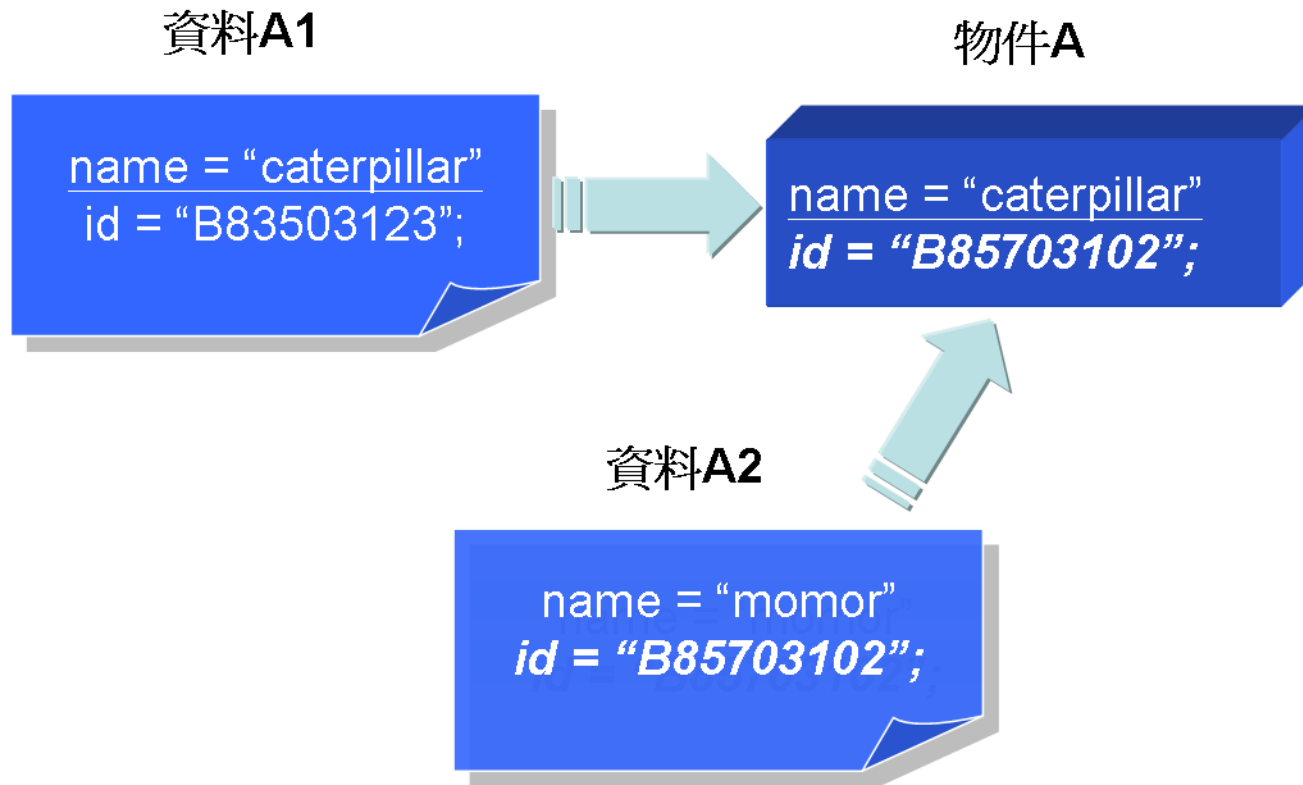 資料A1
物件A
name = “caterpillar”
id = “B83503123”;
name = “caterpillar”
id = “B85703102”;
資料A2
name = “momor”
id = “B85703102”;